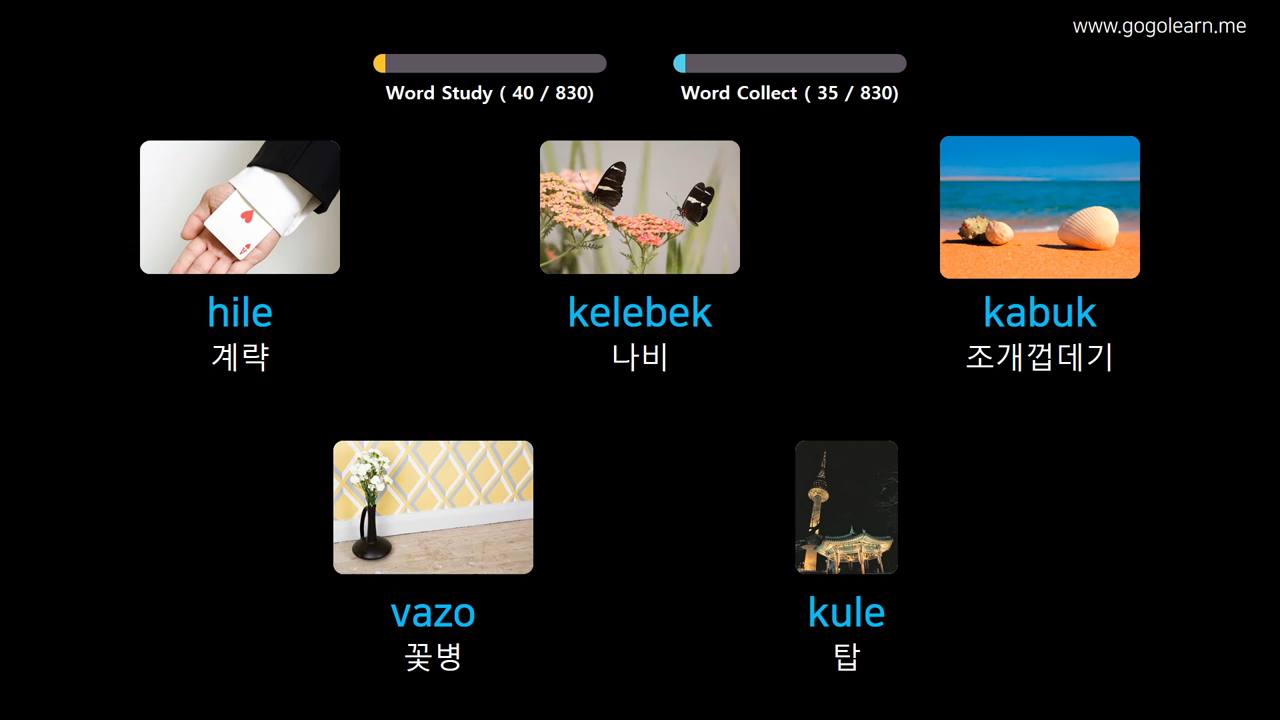 www.gogolearn.me
Word Study ( 40 / 830)
Word Collect ( 35 / 830)
hile
계략
kelebek
나비
kabuk
조개껍데기
vazo
꽃병
kule
탑